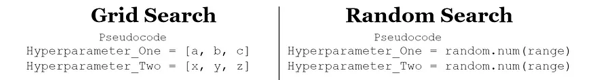 Grid Search
Pseudocode
Hyperparameter_One = [a, b, c]
Hyperparameter_Two = [x, y, z]
Random Search
Pseudocode
Hyperparameter_One = random.num(range)
Hyperparameter_Two = random.num(range)